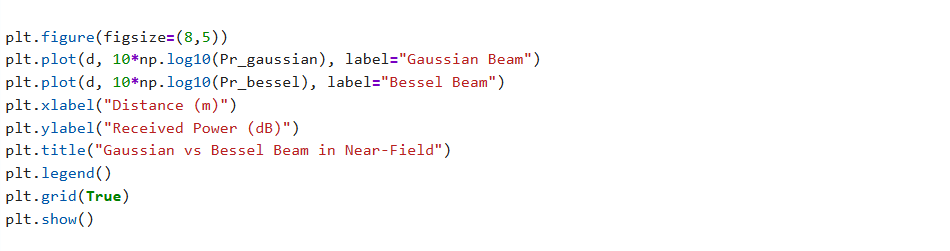 plt.figure(figsize=(8,5))
plt.plot(d, 10*np.log10(Pr_gaussian), label="Gaussian Beam")
plt.plot(d, 10*np.log10(Pr_bessel), label="Bessel Beam")
plt.xlabel("Distance (m)")
plt.ylabel("Received Power (dB)")
plt.title("Gaussian vs Bessel Beam in Near-Field")
plt.legend()
plt.grid(True)
plt.show()